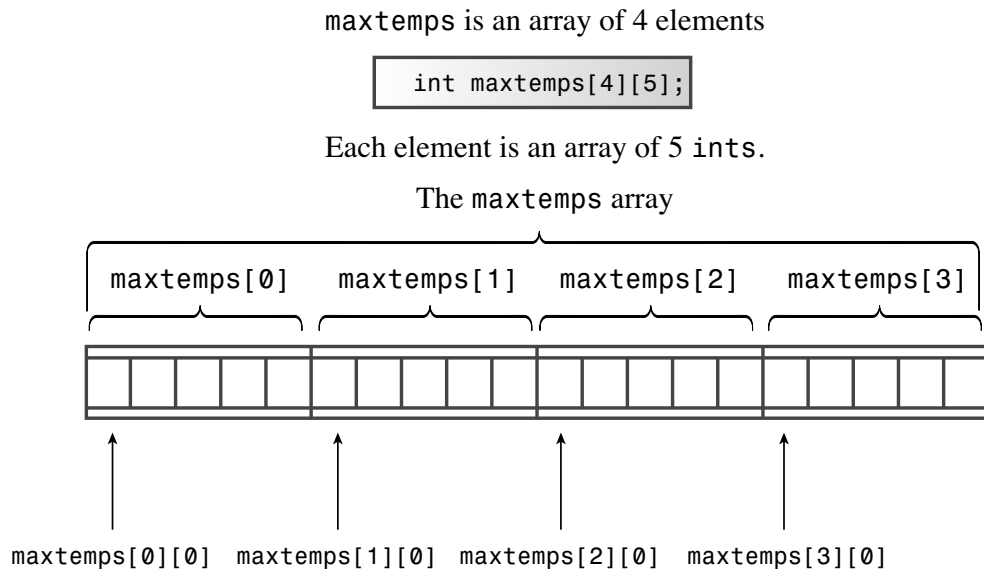 maxtemps is an array of 4 elements
int maxtemps[4][5];
Each element is an array of 5 ints.
The maxtemps array
maxtemps[0] maxtemps[1] maxtemps[2] maxtemps[3]
maxtemps[0][0] maxtemps[1][0] maxtemps[2][0] maxtemps[3][0]